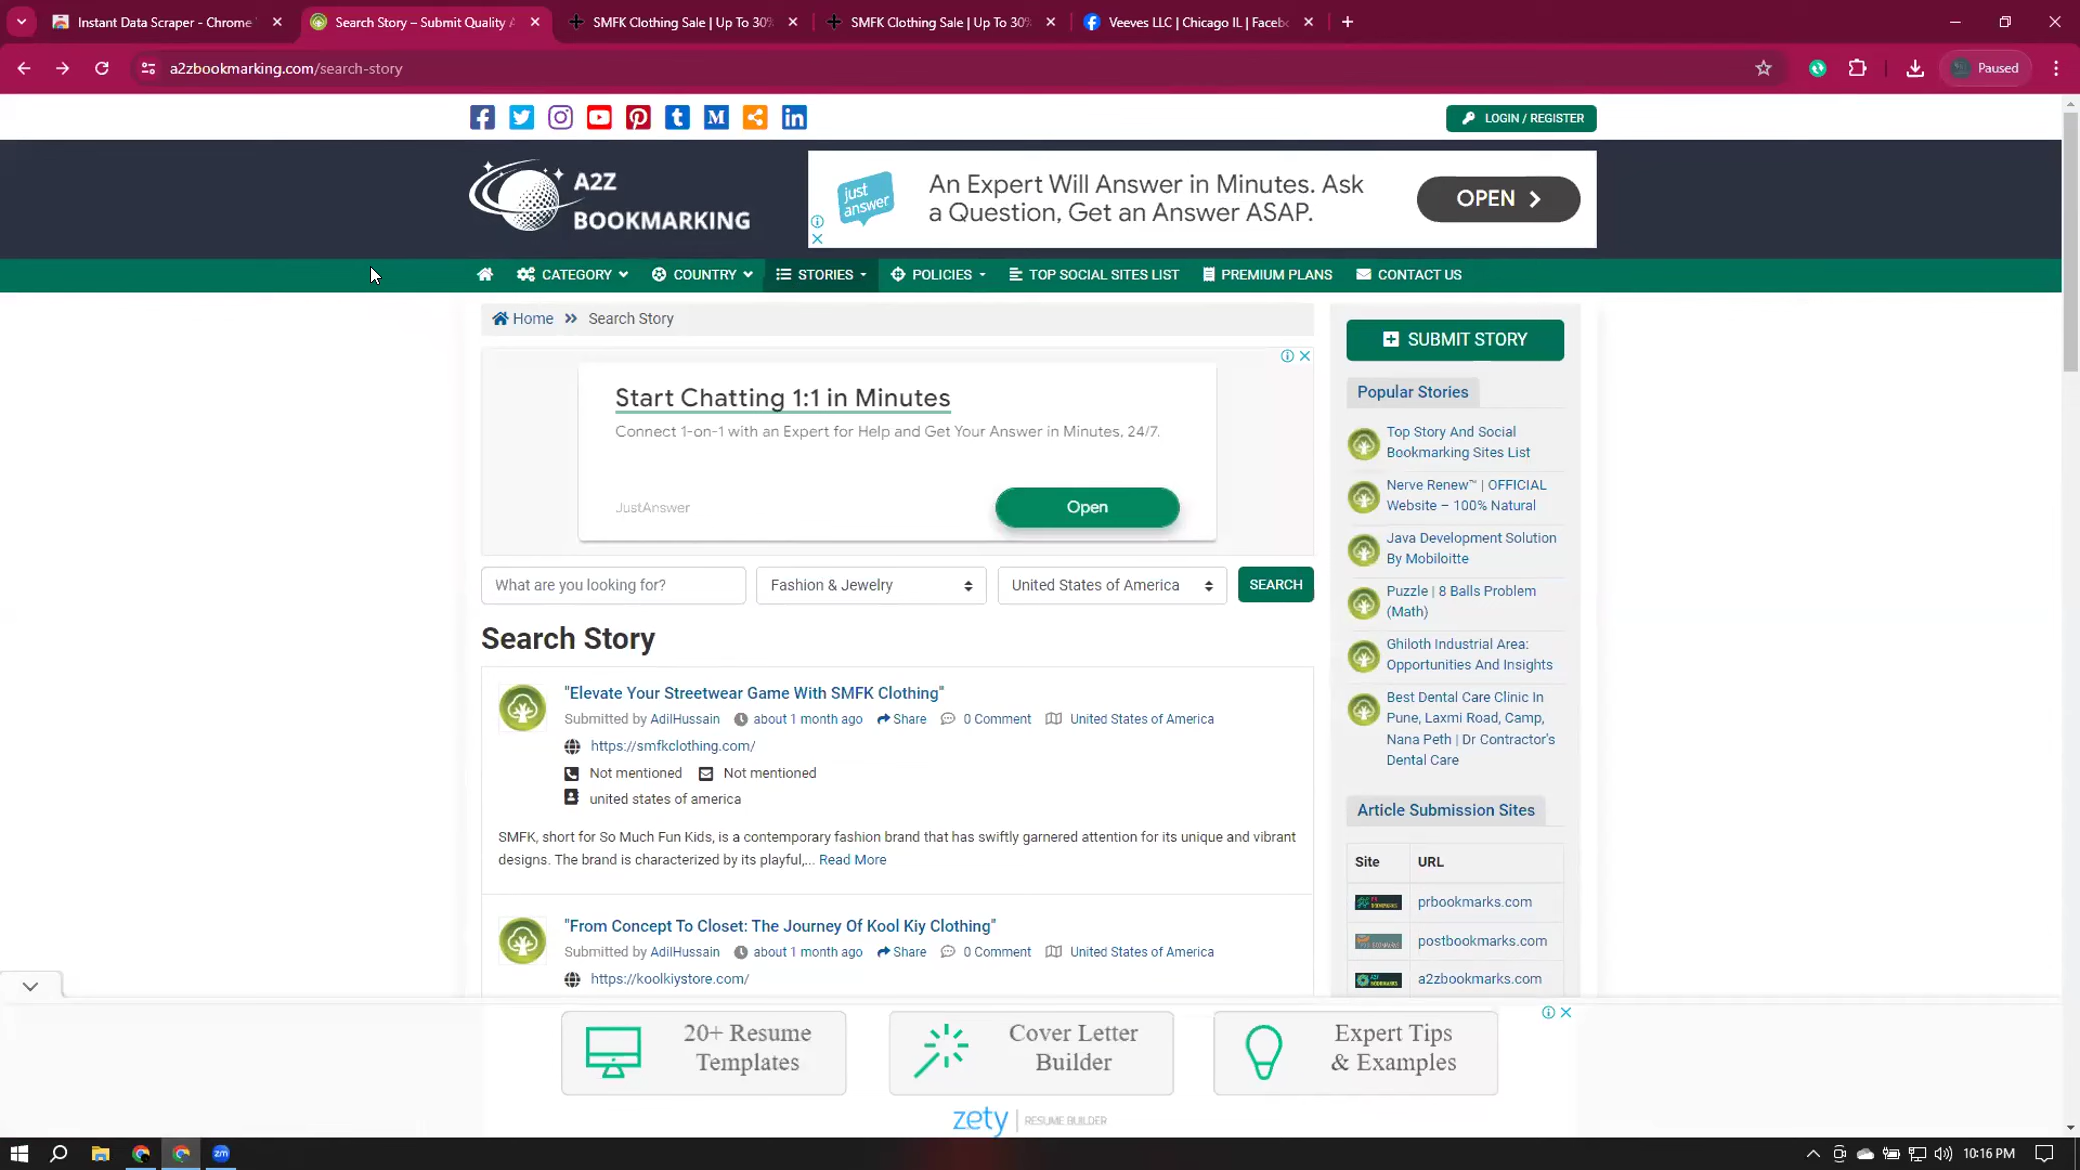 Instant Data Scraper - Chrome
Search Story – Submit Quality A
SMFK Clothing Sale | Up To 30%
SMFK Clothing Sale | Up To 30%
Veeves LLC | Chicago IL | Faceb
a2zbookmarking.com/search-story
Paused
LOGIN / REGISTER
A2Z
BOOKMARKING
just
answer
An Expert Will Answer in Minutes. Ask
a Question, Get an Answer ASAP.
OPEN
CATEGORY
COUNTRY
STORIES
POLICIES
TOP SOCIAL SITES LIST
PREMIUM PLANS
CONTACT US
Home » Search Story
Start Chatting 1:1 in Minutes
Connect 1-on-1 with an Expert for Help and Get Your Answer in Minutes, 24/7.
JustAnswer
Open
What are you looking for?
Fashion & Jewelry
United States of America
SEARCH
Search Story
"Elevate Your Streetwear Game With SMFK Clothing"
Submitted by AdilHussain about 1 month ago Share 0 Comment United States of America
https://smfkclothing.com/
Not mentioned Not mentioned
united states of america
SMFK, short for So Much Fun Kids, is a contemporary fashion brand that has swiftly garnered attention for its unique and vibrant
designs. The brand is characterized by its playful,... Read More
"From Concept To Closet: The Journey Of Kool Kiy Clothing"
Submitted by AdilHussain about 1 month ago Share 0 Comment United States of America
https://koolkiystore.com/
SUBMIT STORY
Popular Stories
Top Story And Social
Bookmarking Sites List
Nerve Renew™ | OFFICIAL
Website – 100% Natural
Java Development Solution
By Mobiloitte
Puzzle | 8 Balls Problem
(Math)
Ghiloth Industrial Area:
Opportunities And Insights
Best Dental Care Clinic In
Pune, Laxmi Road, Camp,
Nana Peth | Dr Contractor's
Dental Care
Article Submission Sites
Site URL
prbookmarks.com
postbookmarks.com
a2zbookmarks.com
20+ Resume
Templates
Cover Letter
Builder
Expert Tips
& Examples
zety | RESUME BUILDER
zm
10:16 PM